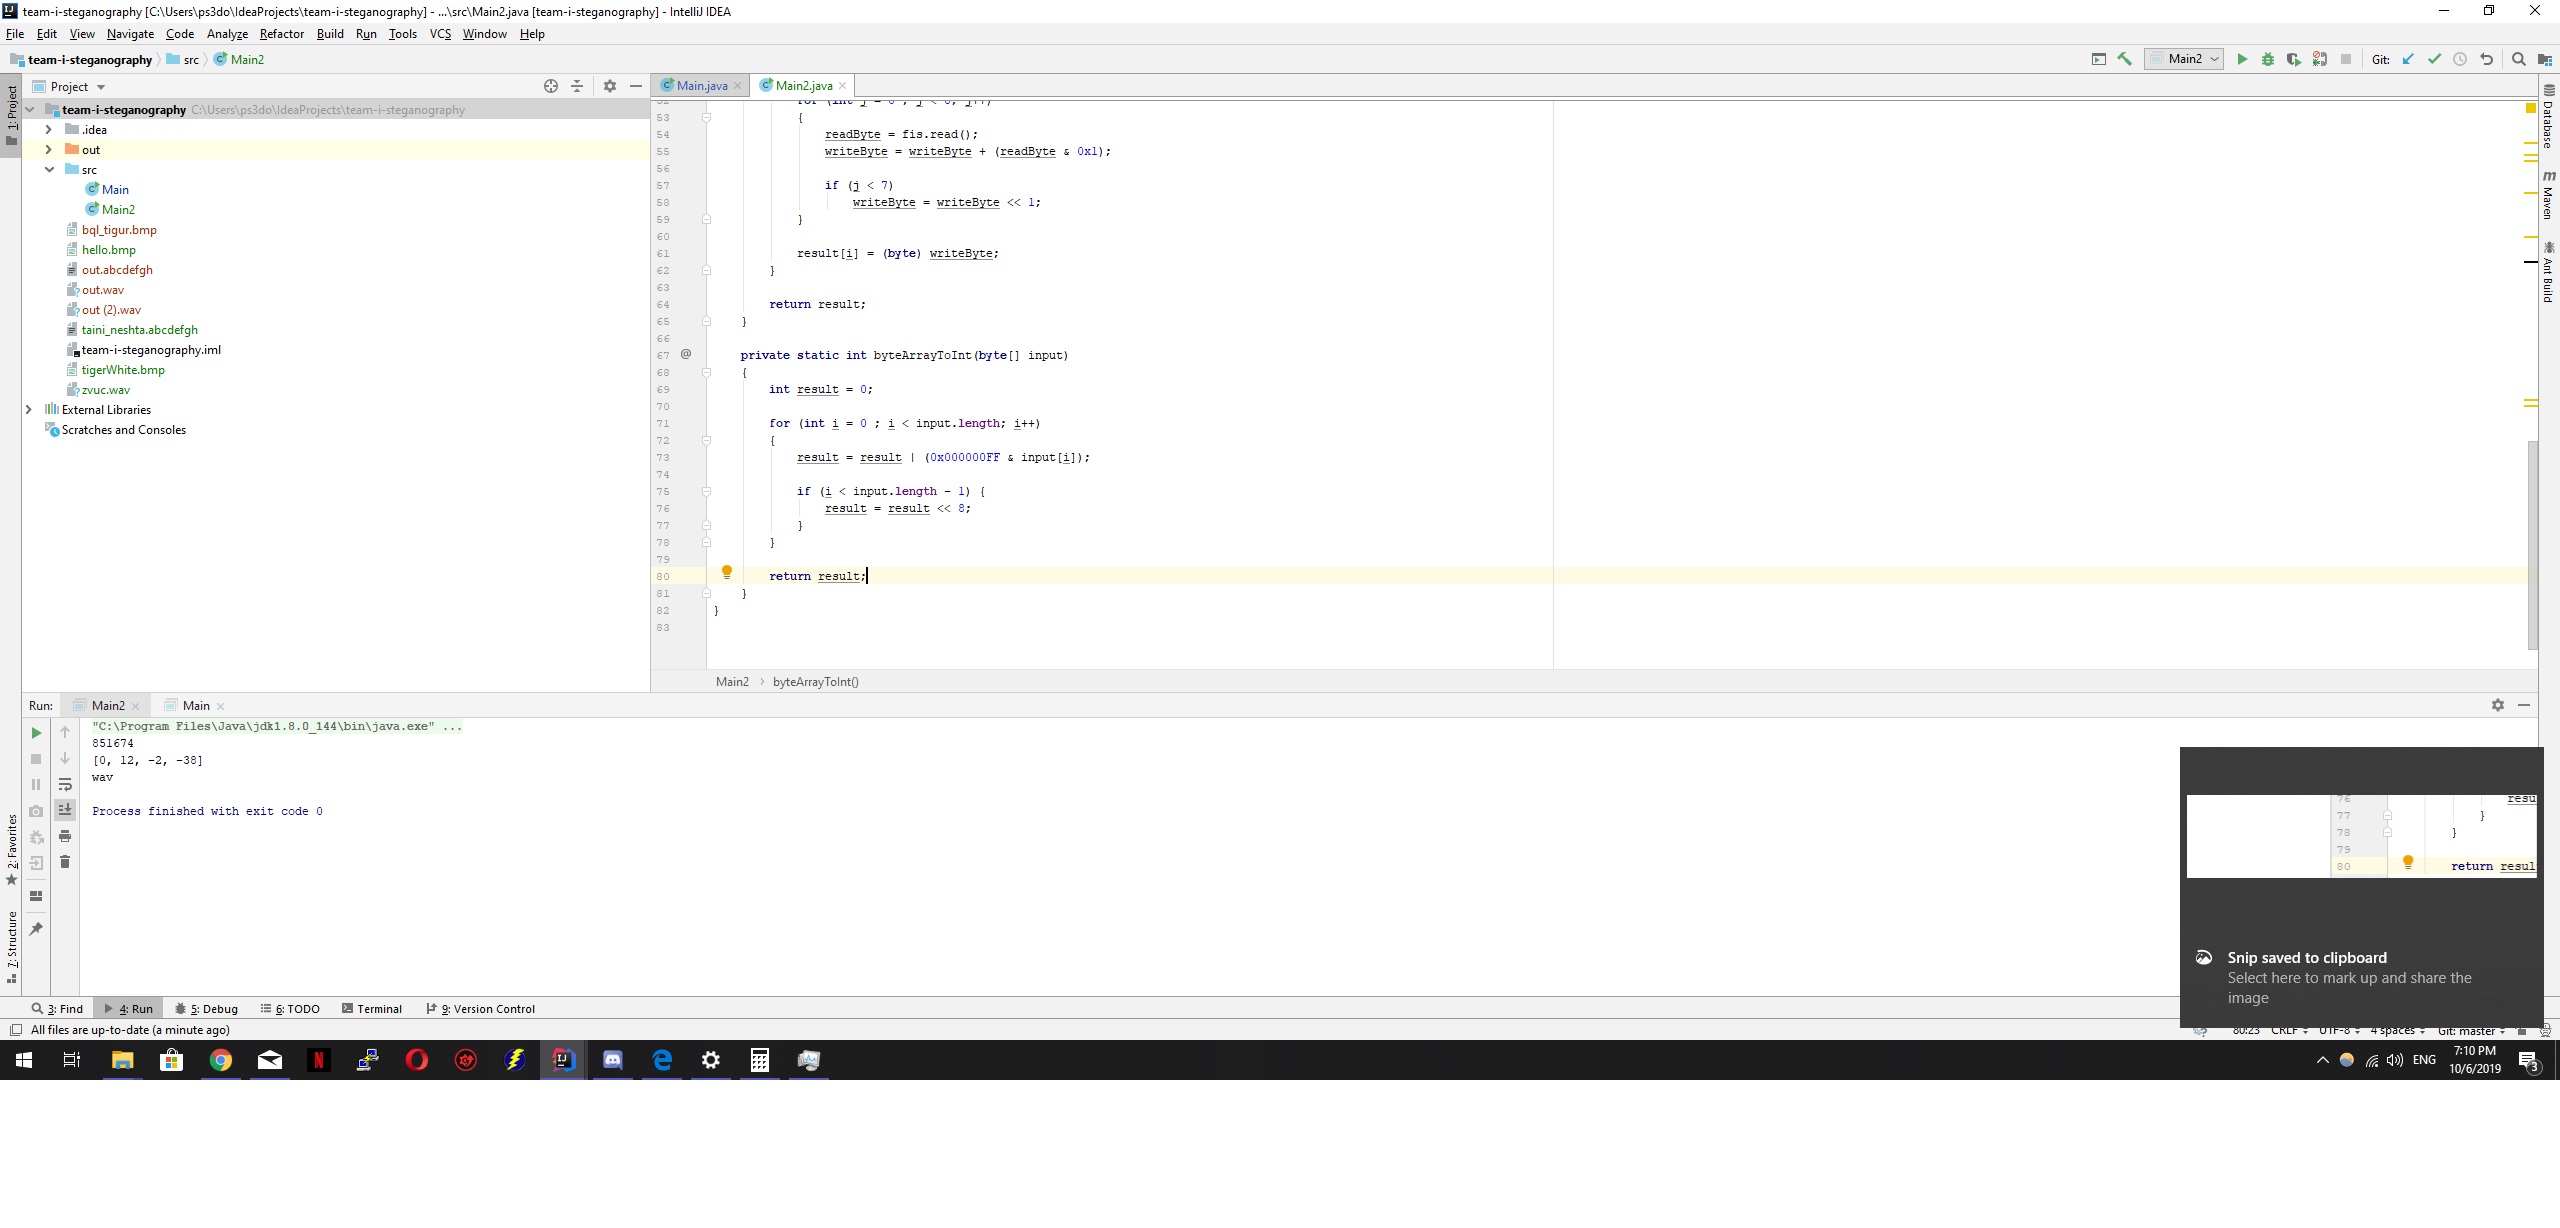 team-i-steganography [C:\Users\ps3do\IdeaProjects\team-i-steganography] - ...\src\Main2.java [team-i-steganography] - IntelliJ IDEA
File Edit View Navigate Code Analyze Refactor Build Run Tools VCS Window Help
team-i-steganography src Main2
Main2 Git:
1: Project
Project
Main.java Main2.java
team-i-steganography C:\Users\ps3do\IdeaProjects\team-i-steganography
.idea
out
src
Main
Main2
bql_tigur.bmp
hello.bmp
out.abcdefgh
out.wav
out (2).wav
taini_neshta.abcdefgh
team-i-steganography.iml
tigerWhite.bmp
zvuc.wav
External Libraries
Scratches and Consoles
53 {
54 readByte = fis.read();
55 writeByte = writeByte + (readByte & 0x1);
56
57 if (j < 7)
58 writeByte = writeByte << 1;
59 }
60
61 result[i] = (byte) writeByte;
62 }
63
64 return result;
65 }
66
67 @ private static int byteArrayToInt(byte[] input)
68 {
69 int result = 0;
70
71 for (int i = 0 ; i < input.length; i++)
72 {
73 result = result | (0x000000FF & input[i]);
74
75 if (i < input.length - 1) {
76 result = result << 8;
77 }
78 }
79
80 return result;
81 }
82 }
83
Main2 byteArrayToInt()
Database
Maven
Ant Build
Run: Main2 Main
"C:\Program Files\Java\jdk1.8.0_144\bin\java.exe" ...
851674
[0, 12, -2, -38]
wav
Process finished with exit code 0
2: Favorites
7: Structure
76 resu
77 }
78 }
79
80 return resul
Snip saved to clipboard
Select here to mark up and share the
image
3: Find 4: Run 5: Debug 6: TODO Terminal 9: Version Control
All files are up-to-date (a minute ago)
80:23 CRLF UTF-8 4 spaces Git: master
ENG
7:10 PM
10/6/2019
3